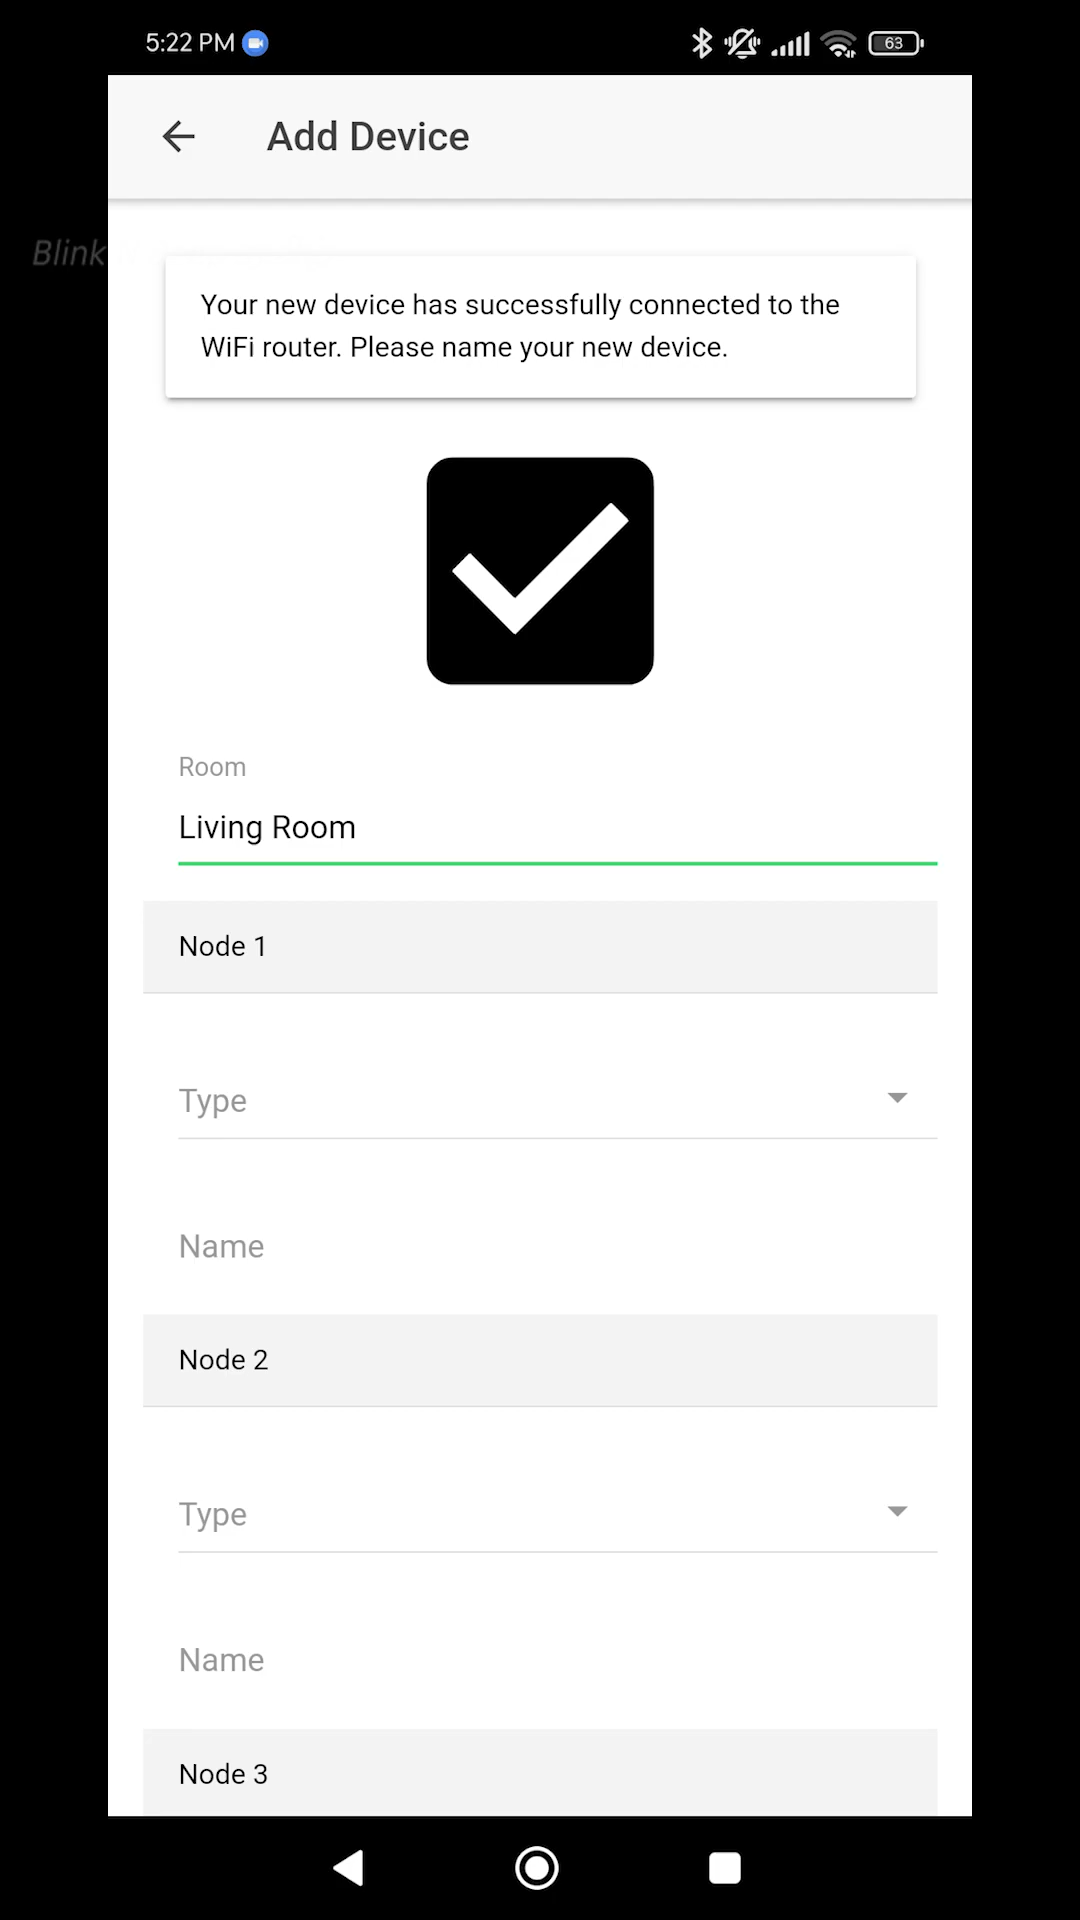 5:22 PM
63
Add Device
Blink
Your new device has successfully connected to the
WiFi router. Please name your new device.
Room
Living Room
Node 1
Type
Name
Node 2
Type
Name
Node 3